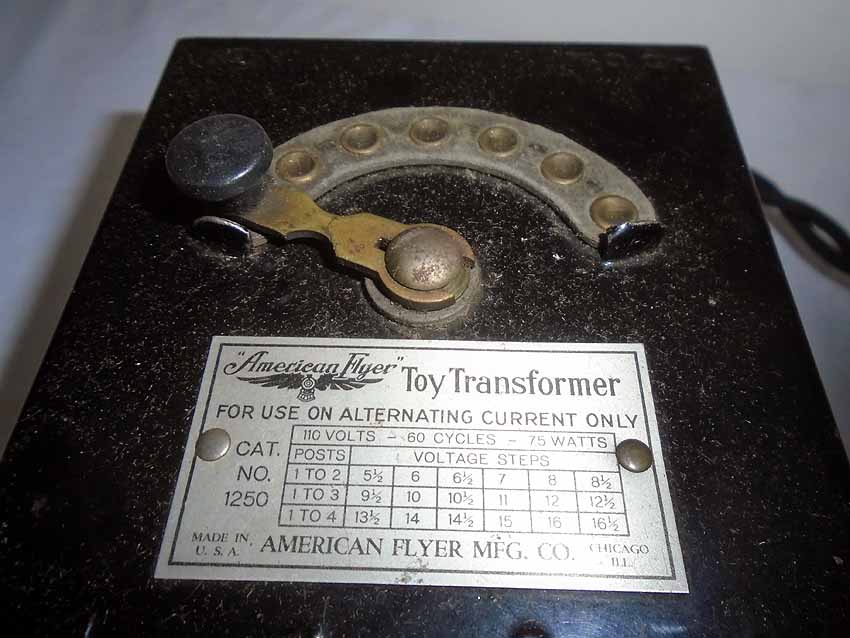 "American Flyer" Toy Transformer
FOR USE ON ALTERNATING CURRENT ONLY
CAT. NO. 1250
110 VOLTS - 60 CYCLES - 75 WATTS
POSTS VOLTAGE STEPS
1 TO 2 5½ 6 6½ 7 8 8½
1 TO 3 9½ 10 10½ 11 12 12½
1 TO 4 13½ 14 14½ 15 16 16½
MADE IN U. S. A. AMERICAN FLYER MFG. CO. CHICAGO ILL.